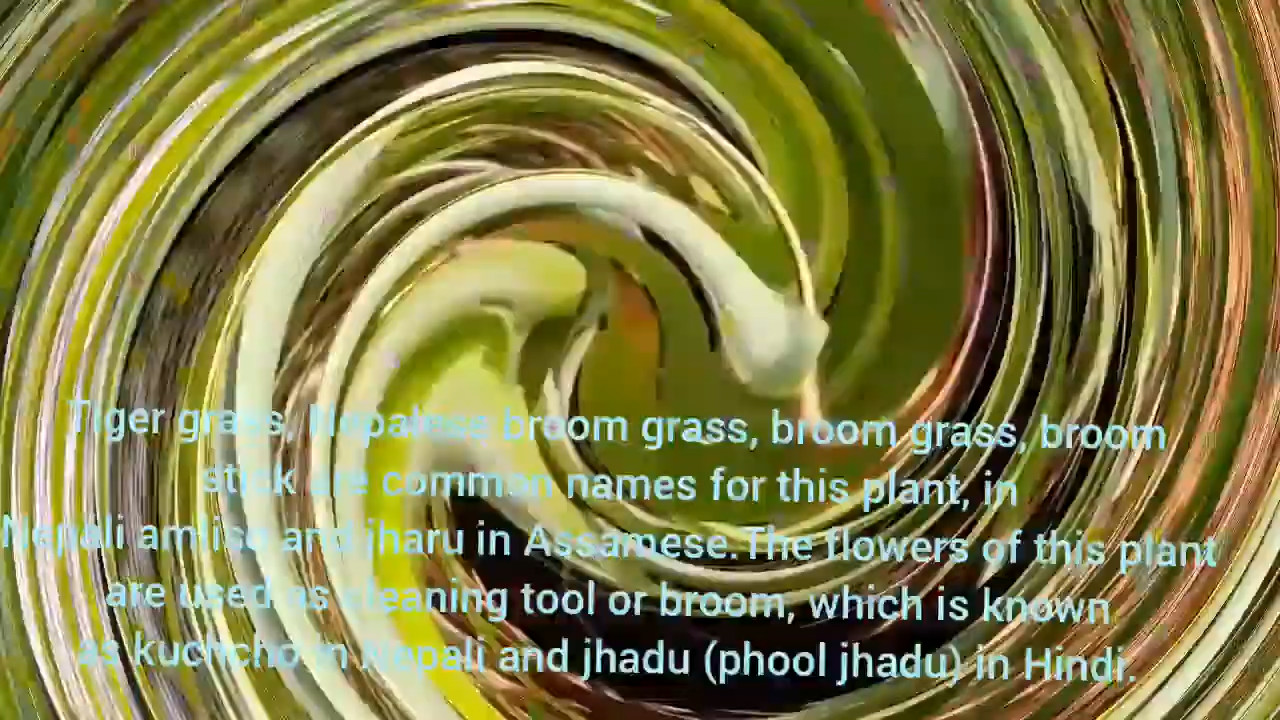 Tiger grass, Nepalese broom grass, broom grass, broom
stick are common names for this plant, in
Nepali amliso and jharu in Assamese.The flowers of this plant
are used as cleaning tool or broom, which is known
as kuchcho in Nepali and jhadu (phool jhadu) in Hindi.